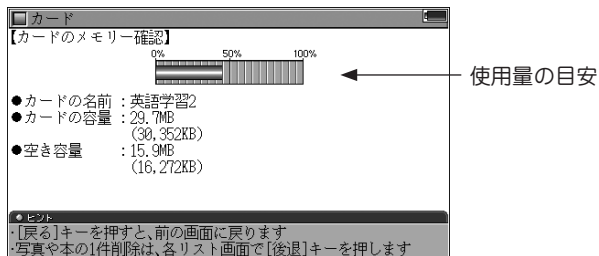 カード
【カードのメモリー確認】
0% 50% 100%
使用量の目安
●カードの名前 :英語学習2
●カードの容量 :29.7MB
(30,352KB)
●空き容量 :15.9MB
(16,272KB)
●ヒント
・[戻る]キーを押すと、前の画面に戻ります
・写真や本の1件削除は、各リスト画面で[後退]キーを押します